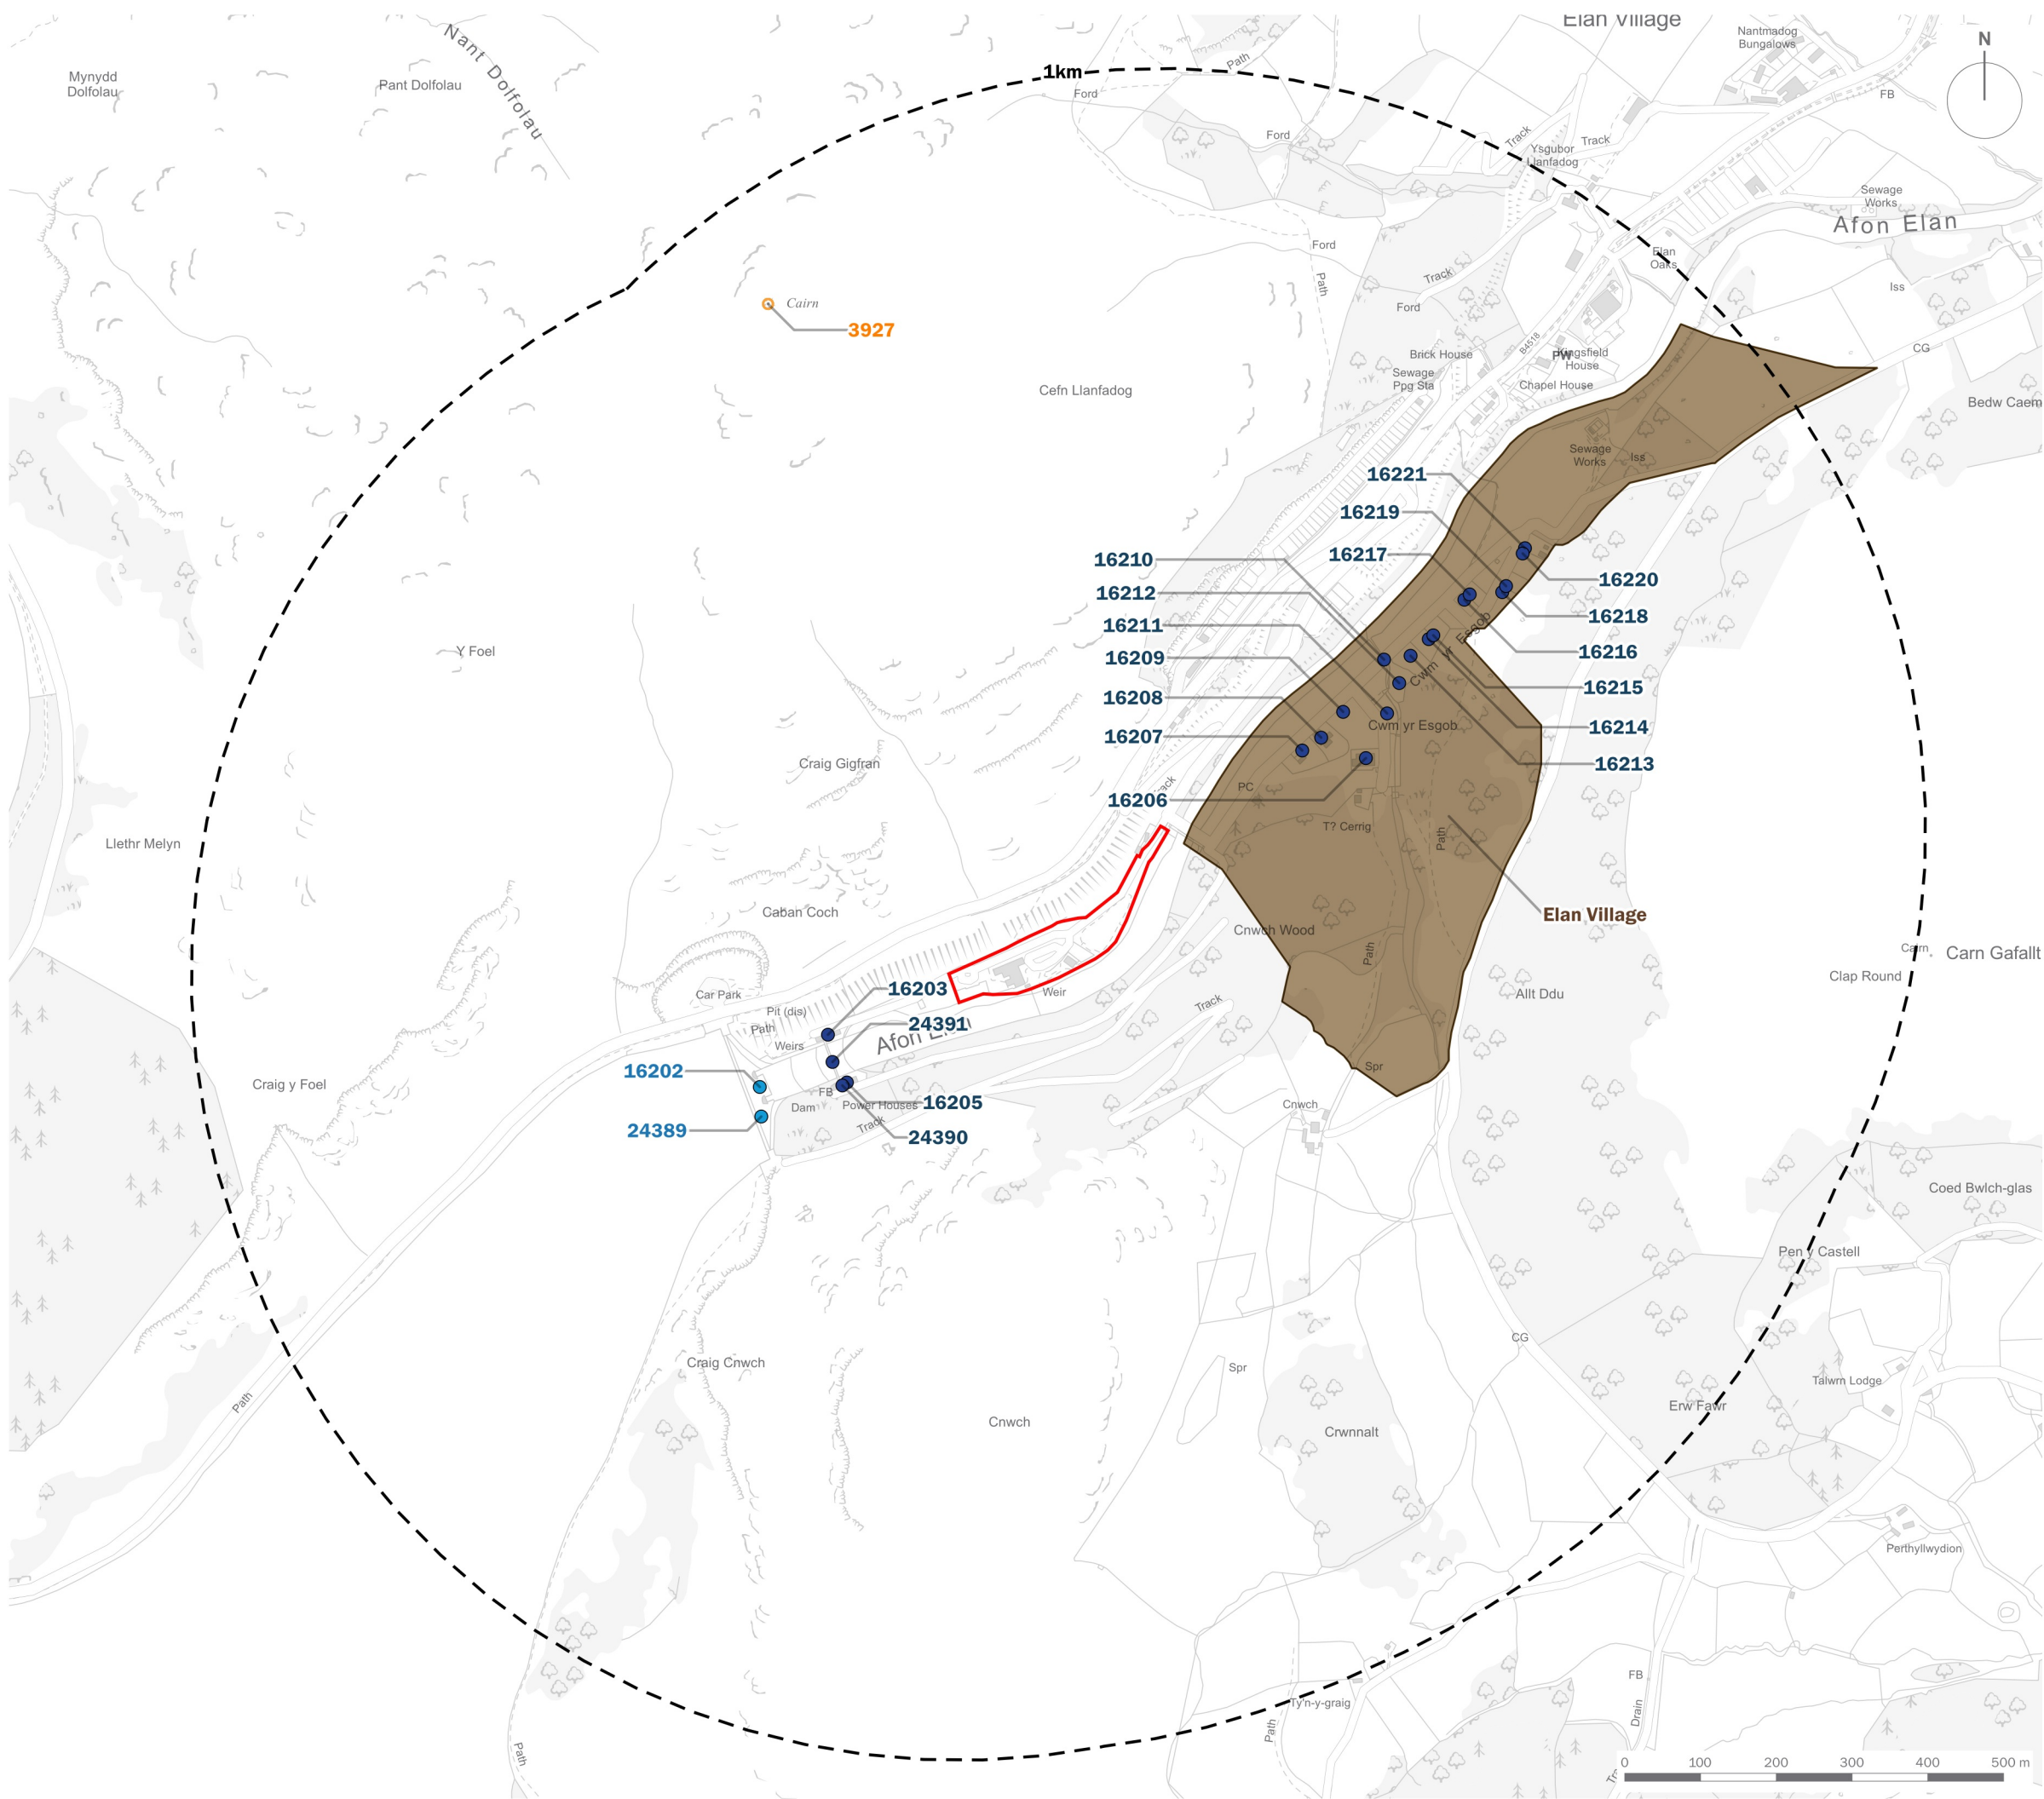 Elan Village
Nantmadog
Bungalows
N
Nant Dolfolau
Mynydd
Dolfolau
Pant Dolfolau
1km
Path
Ford
FB
Ford
Track
Track
Ysgubor
Llanfadog
Sewage
Works
Afon Elan
Ford
Elan
Oaks
Path
Track
Iss
Ford
Cairn
3927
B4518
Brick House
PW
Kingsfield
House
CG
Sewage
Ppg Sta
Chapel House
Cefn Llanfadog
Bedw Caem
Sewage
Works
Iss
16221
16219
16217
16210
16220
16212
16218
16211
16216
Y Foel
16209
Cwm yr Esgob
16215
16208
16214
Cwm yr Esgob
16207
16213
Craig Gigfran
PC
16206
T? Cerrig
Path
Llethr Melyn
Elan Village
Caban Coch
Cnwch Wood
Path
Cairn
Carn Gafallt
Clap Round
16203
Car Park
Weir
Allt Ddu
Track
Pit (dis)
Path
24391
Weirs
Afon
16202
Spr
Craig y Foel
FB
Dam
Power Houses
16205
Cnwch
Track
24389
24390
Coed Bwlch-glas
Pen y Castell
CG
Craig Cnwch
Spr
Talwrn Lodge
Path
Erw Fawr
Cnwch
Crwnnalt
Perthyllwydion
FB
Ty'n-y-graig
Drain
Path
Path
0 100 200 300 400 500 m